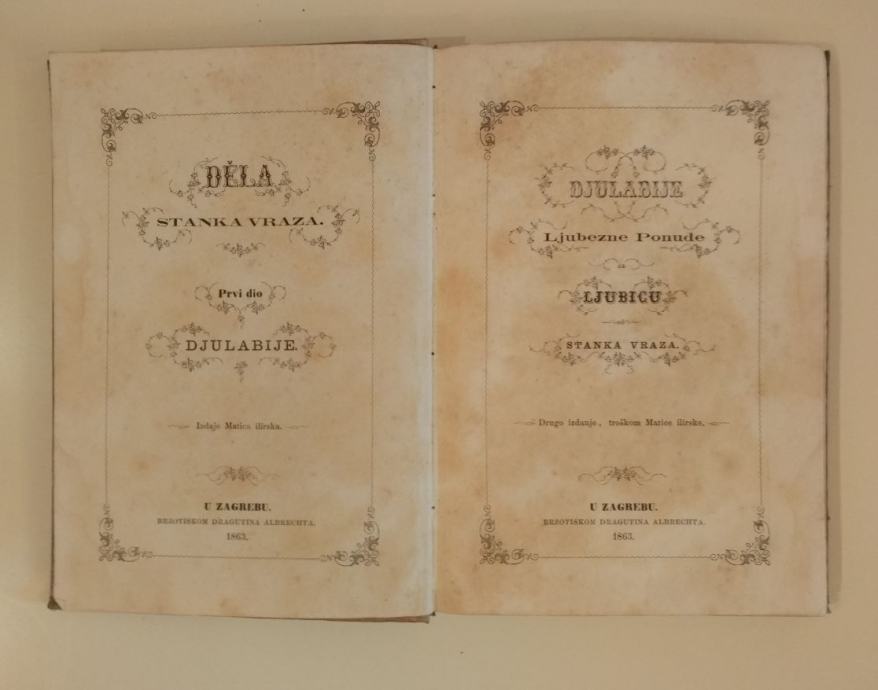 DĚLA
STANKA VRAZA.
Prvi dio
DJULABIJE.
Izdaje Matica ilirska.
U ZAGREBU.
BRZOTISKOM DRAGUTINA ALBRECHTA.
1863.
DJULABIJE
Ljubezne Ponude
za
LJUBICU
STANKA VRAZA.
Drugo izdanje, troškom Matice ilirske.
U ZAGREBU.
BRZOTISKOM DRAGUTINA ALBRECHTA.
1863.